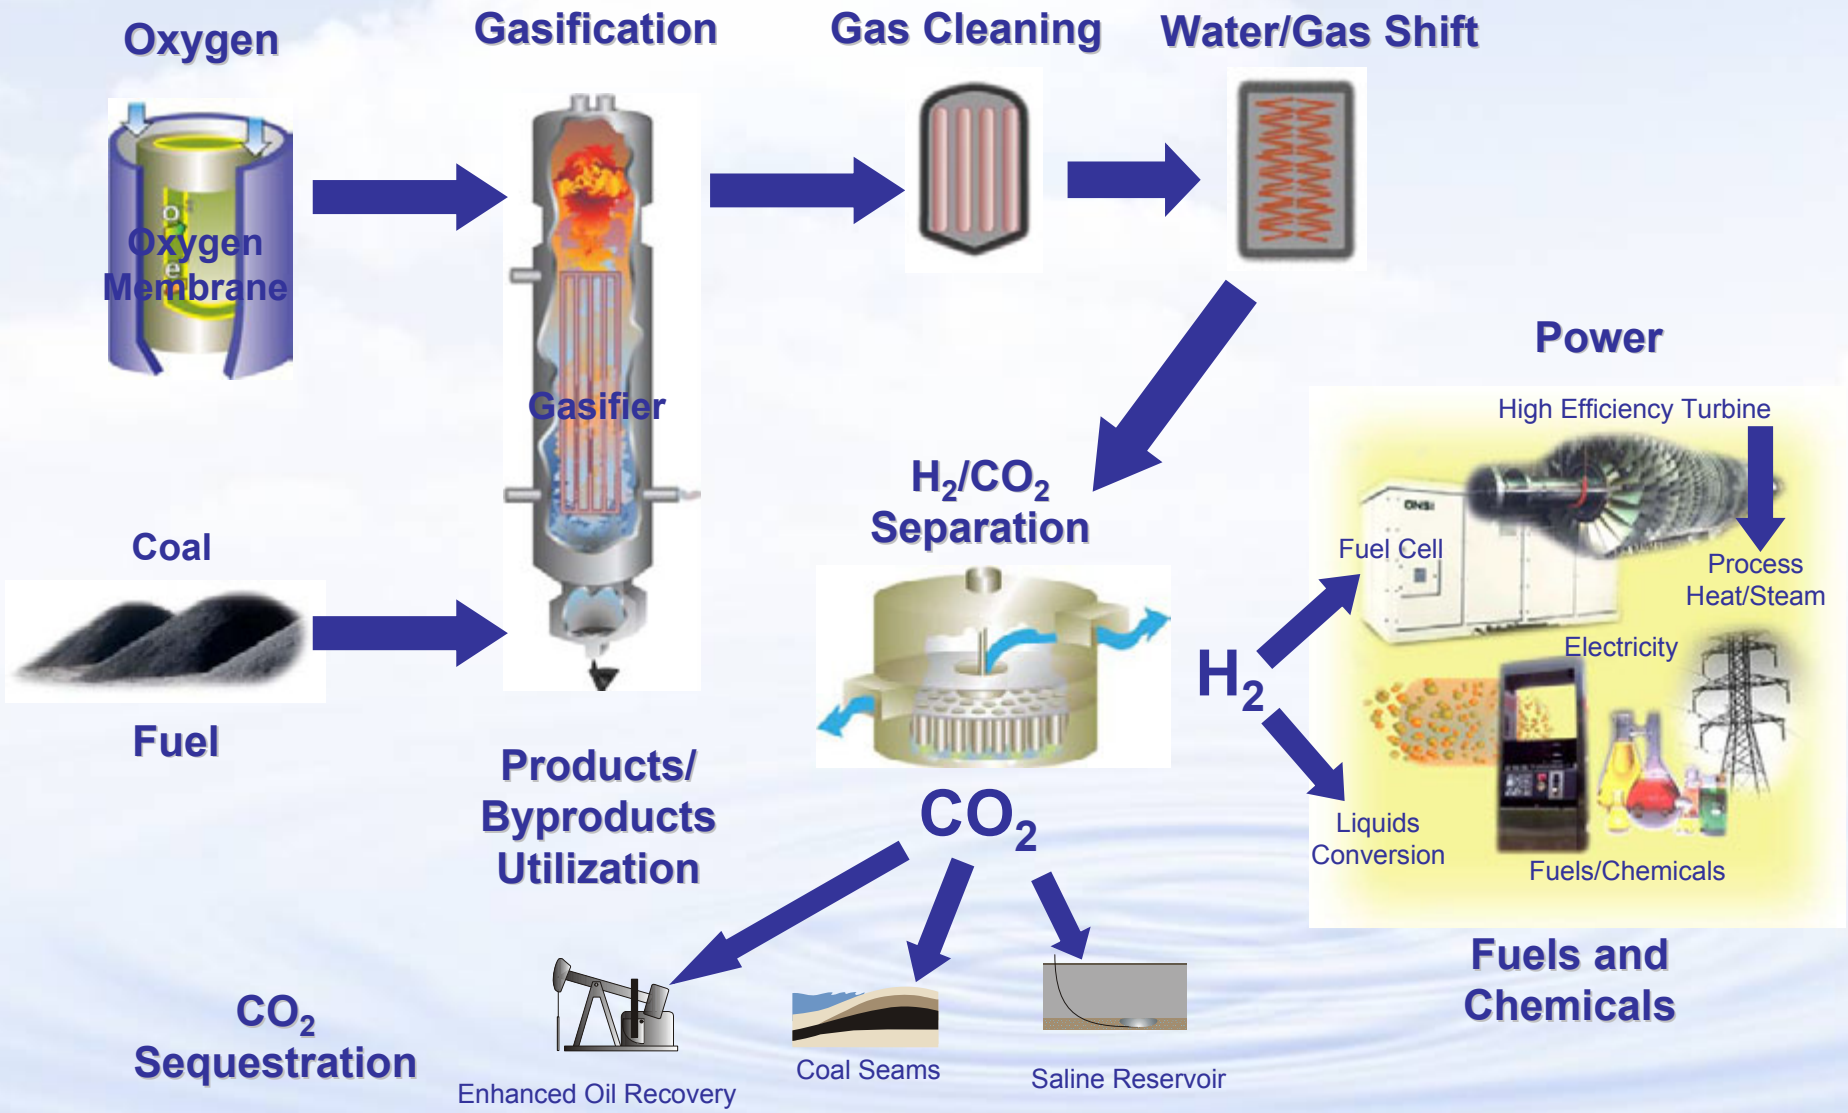 Oxygen
Gasification
Gas Cleaning
Water/Gas Shift
O
Oxygen
e
Membrane
Gasifier
Coal
Fuel
H₂/CO₂
Separation
Power
High Efficiency Turbine
ONSI
Fuel Cell
Process
Heat/Steam
Electricity
H₂
Liquids
Conversion
Fuels/Chemicals
Fuels and
Chemicals
Products/
Byproducts
Utilization
CO₂
CO₂
Sequestration
Enhanced Oil Recovery
Coal Seams
Saline Reservoir